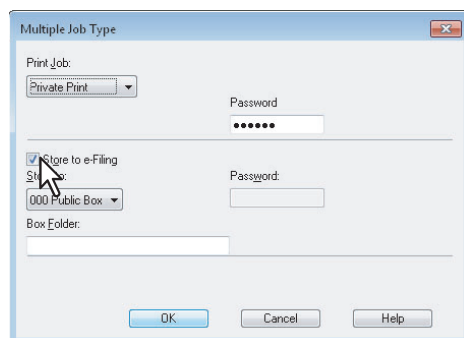 Multiple Job Type
Print Job:
Private Print
Password
••••••
Store to e-Filing
Password:
000 Public Box
Box Folder:
OK Cancel Help